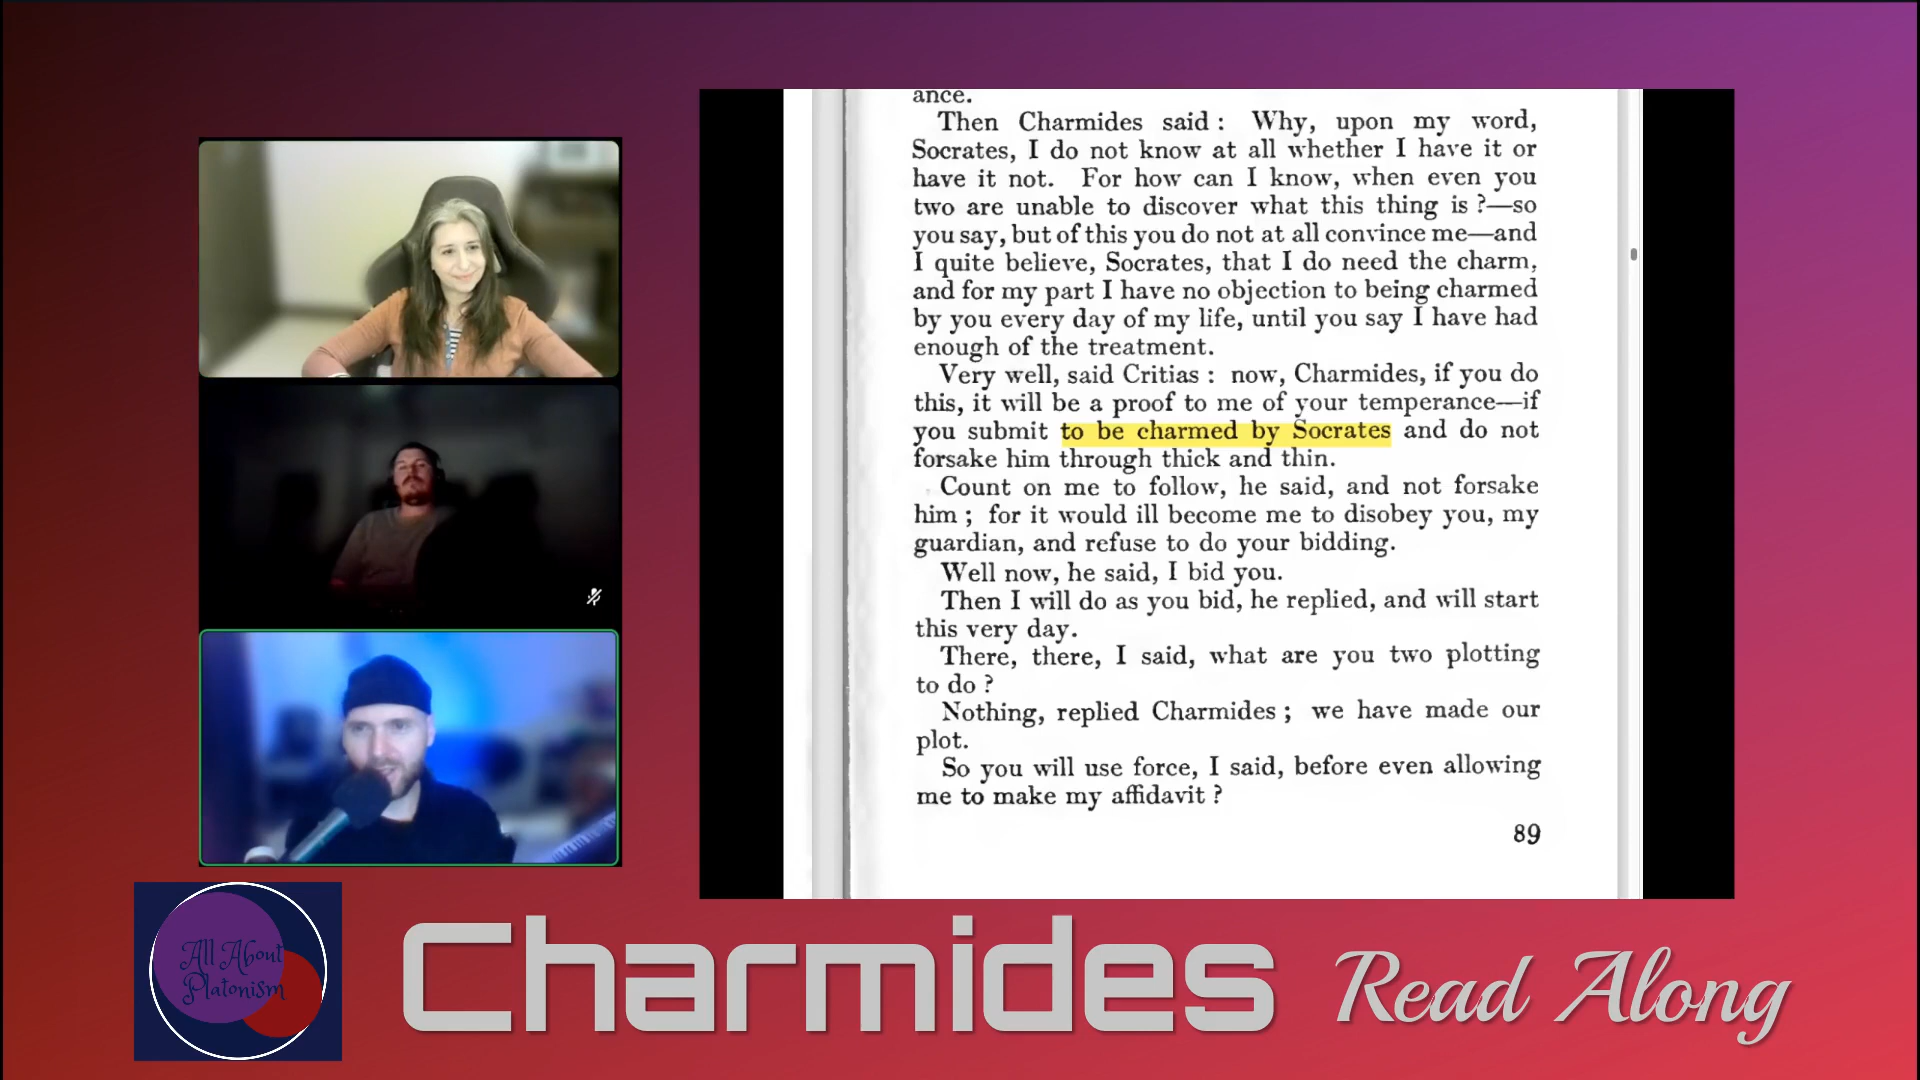 ance.
Then Charmides said : Why, upon my word,
Socrates, I do not know at all whether I have it or
have it not. For how can I know, when even you
two are unable to discover what this thing is ?—so
you say, but of this you do not at all convince me—and
I quite believe, Socrates, that I do need the charm,
and for my part I have no objection to being charmed
by you every day of my life, until you say I have had
enough of the treatment.
Very well, said Critias : now, Charmides, if you do
this, it will be a proof to me of your temperance—if
you submit to be charmed by Socrates and do not
forsake him through thick and thin.
Count on me to follow, he said, and not forsake
him ; for it would ill become me to disobey you, my
guardian, and refuse to do your bidding.
Well now, he said, I bid you.
Then I will do as you bid, he replied, and will start
this very day.
There, there, I said, what are you two plotting
to do ?
Nothing, replied Charmides ; we have made our
plot.
So you will use force, I said, before even allowing
me to make my affidavit ?
89
All About
Platonism
Charmides Read Along